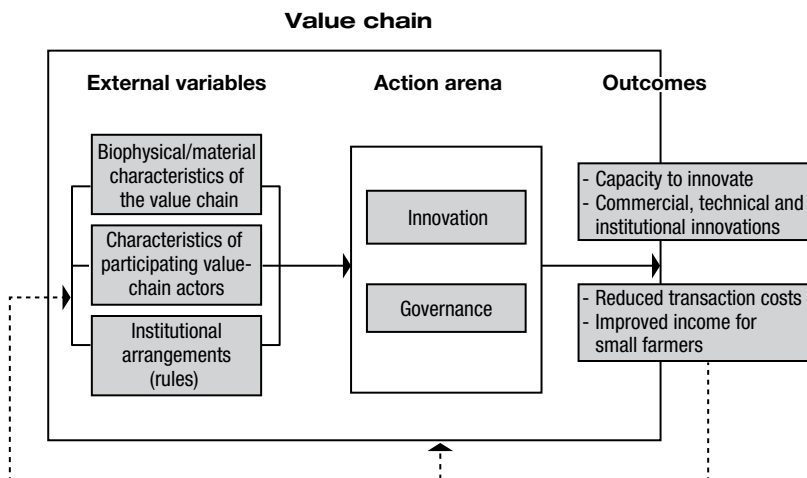 Value chain
External variables
Action arena
Outcomes
Biophysical/material
characteristics of
the value chain
Characteristics of
participating value-
chain actors
Institutional
arrangements
(rules)
Innovation
Governance
- Capacity to innovate
- Commercial, technical and
institutional innovations
- Reduced transaction costs
- Improved income for
small farmers